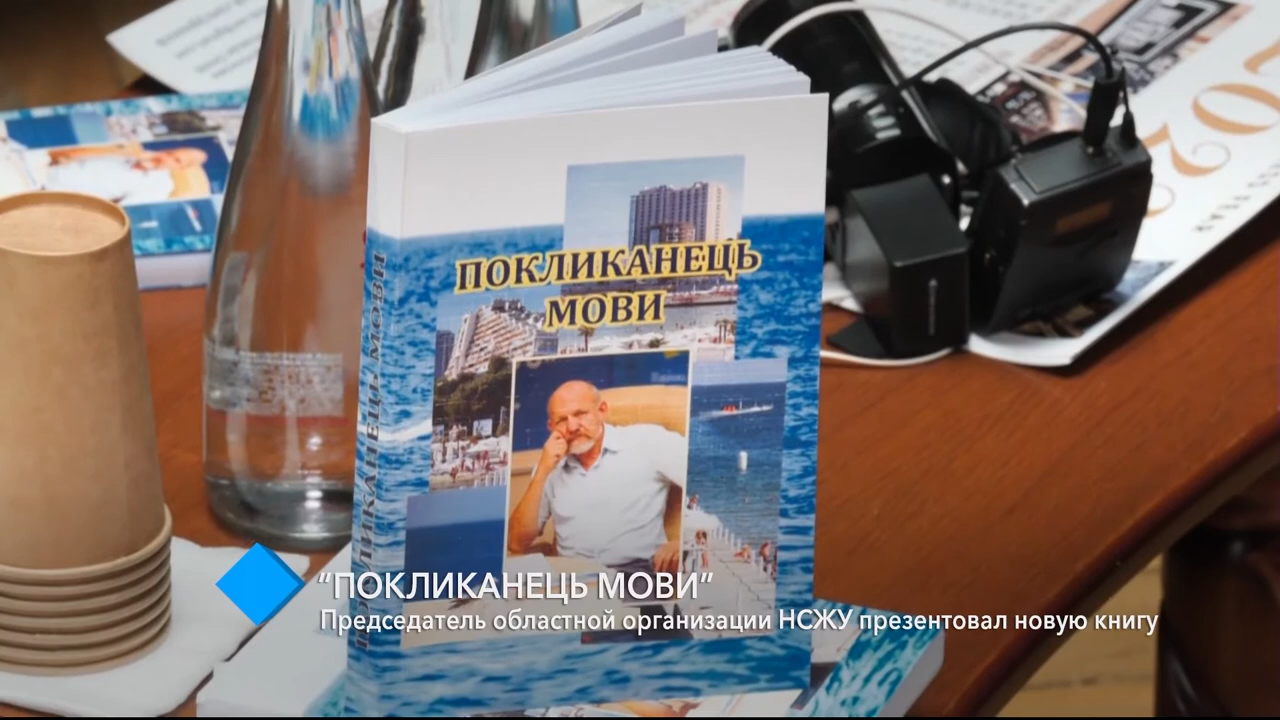 ПОКЛИКАНЕЦЬ
МОВИ
ПОКЛИКАНЕЦЬ МОВИ
“ПОКЛИКАНЕЦЬ МОВИ”
Председатель областной организации НСЖУ презентовал новую книгу